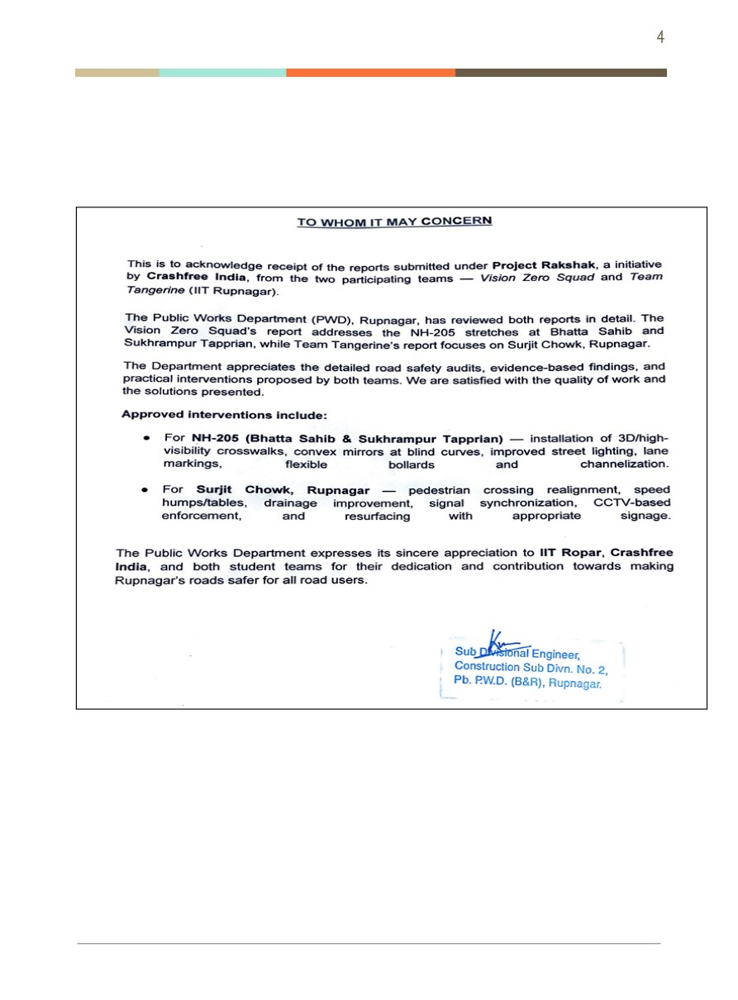 4
TO WHOM IT MAY CONCERN
This is to acknowledge receipt of the reports submitted under Project Rakshak, a initiative
by Crashfree India, from the two participating teams — Vision Zero Squad and Team
Tangerine (IIT Rupnagar).
The Public Works Department (PWD), Rupnagar, has reviewed both reports in detail. The
Vision Zero Squad's report addresses the NH-205 stretches at Bhatta Sahib and
Sukhrampur Tapprian, while Team Tangerine's report focuses on Surjit Chowk, Rupnagar.
The Department appreciates the detailed road safety audits, evidence-based findings, and
practical interventions proposed by both teams. We are satisfied with the quality of work and
the solutions presented.
Approved interventions include:
• For NH-205 (Bhatta Sahib & Sukhrampur Tapprian) — installation of 3D/high-
visibility crosswalks, convex mirrors at blind curves, improved street lighting, lane
markings, flexible bollards and channelization.
• For Surjit Chowk, Rupnagar — pedestrian crossing realignment, speed
humps/tables, drainage improvement, signal synchronization, CCTV-based
enforcement, and resurfacing with appropriate signage.
The Public Works Department expresses its sincere appreciation to IIT Ropar, Crashfree
India, and both student teams for their dedication and contribution towards making
Rupnagar's roads safer for all road users.
Sub Divisional Engineer,
Construction Sub Divn. No. 2,
Pb. P.W.D. (B&R), Rupnagar.